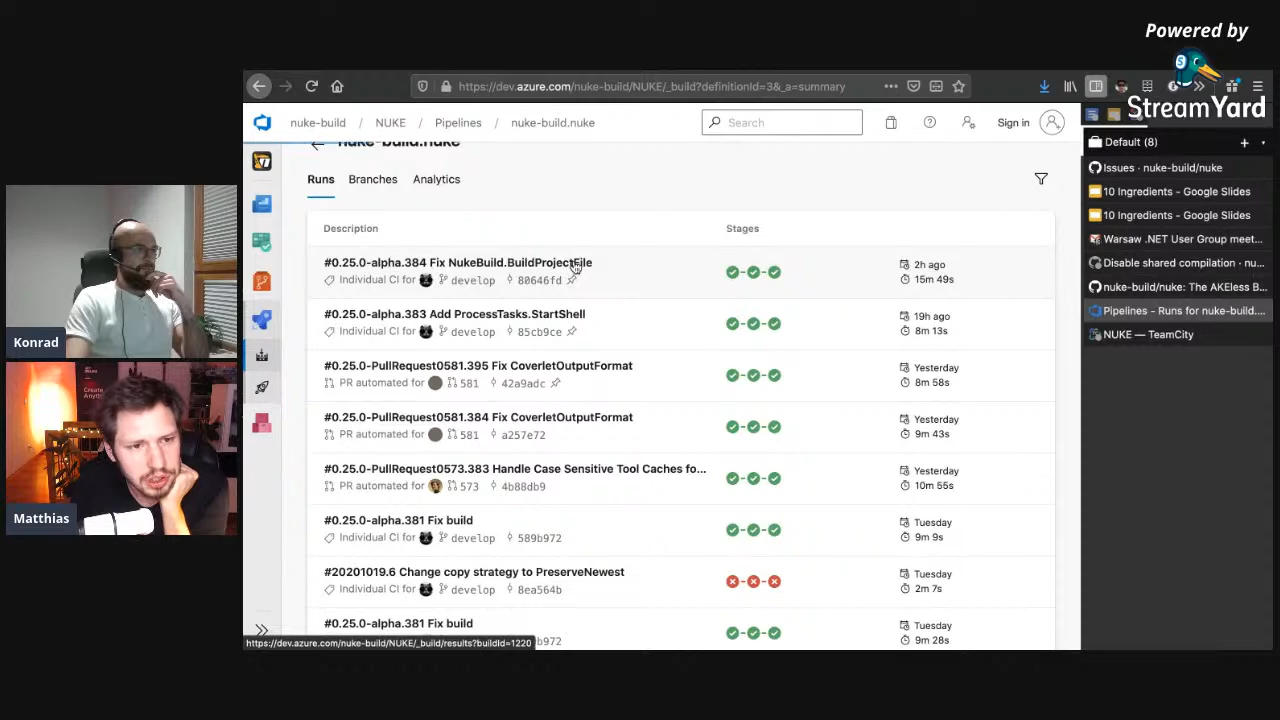 Powered by
StreamYard
https://dev.azure.com/nuke-build/NUKE/_build?definitionId=3&_a=summary
nuke-build / NUKE / Pipelines / nuke-build.nuke
Search
Sign in
nuke-build.nuke
Runs
Branches
Analytics
Description
Stages
#0.25.0-alpha.384 Fix NukeBuild.BuildProjectFile
Individual CI for develop 80646fd
2h ago
15m 49s
#0.25.0-alpha.383 Add ProcessTasks.StartShell
Individual CI for develop 85cb9ce
19h ago
8m 13s
#0.25.0-PullRequest0581.395 Fix CoverletOutputFormat
PR automated for 581 42a9adc
Yesterday
8m 58s
#0.25.0-PullRequest0581.384 Fix CoverletOutputFormat
PR automated for 581 a257e72
Yesterday
9m 43s
#0.25.0-PullRequest0573.383 Handle Case Sensitive Tool Caches fo...
PR automated for 573 4b88db9
Yesterday
10m 55s
#0.25.0-alpha.381 Fix build
Individual CI for develop 589b972
Tuesday
9m 9s
#20201019.6 Change copy strategy to PreserveNewest
Individual CI for develop 8ea564b
Tuesday
2m 7s
#0.25.0-alpha.381 Fix build
b972
Tuesday
9m 28s
https://dev.azure.com/nuke-build/NUKE/_build/results?buildId=1220
Default (8)
Issues · nuke-build/nuke
10 Ingredients - Google Slides
10 Ingredients - Google Slides
Warsaw .NET User Group meet...
Disable shared compilation · nu...
nuke-build/nuke: The AKEless B...
Pipelines - Runs for nuke-build....
NUKE — TeamCity
Konrad
Matthias